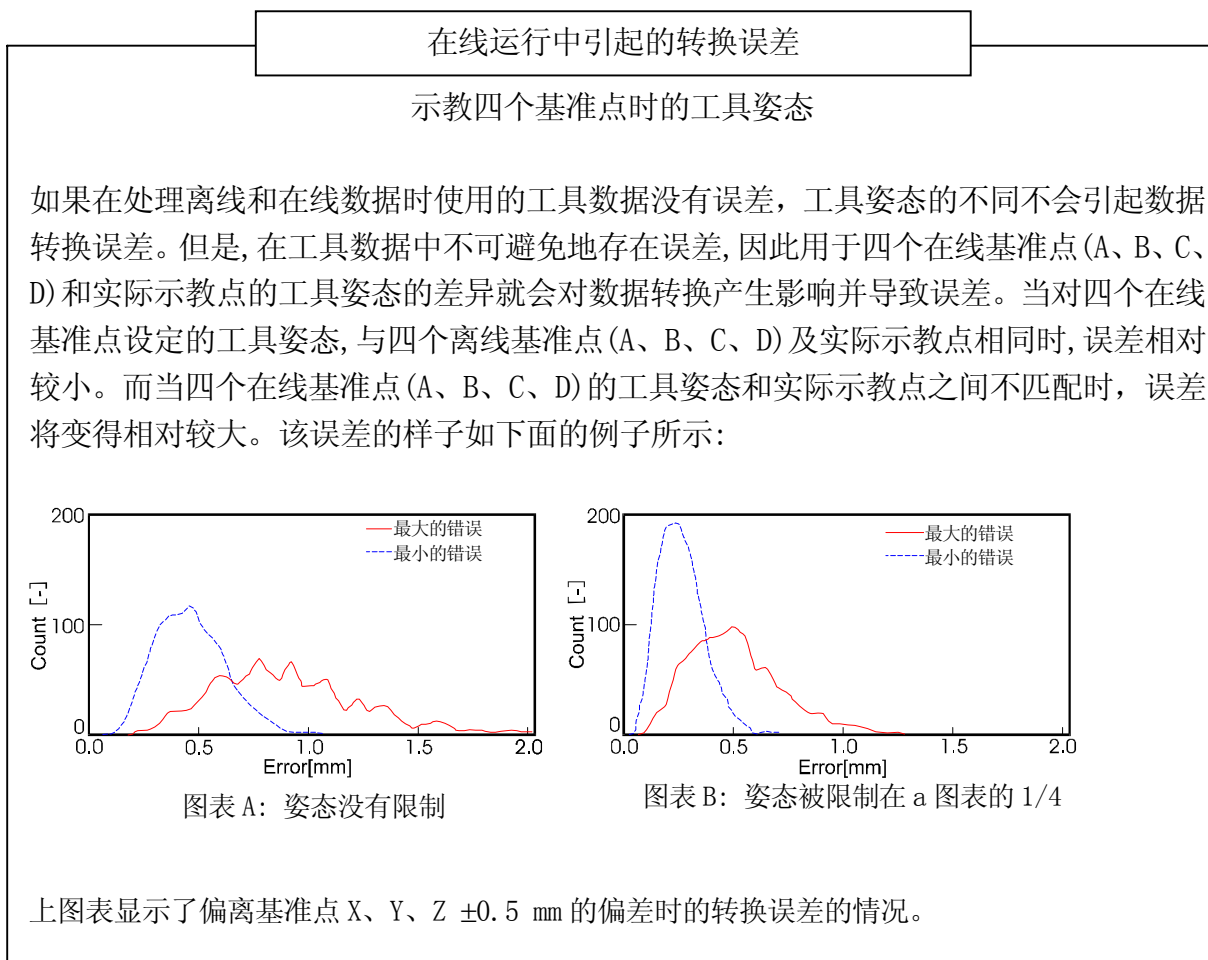 在线运行中引起的转换误差
示教四个基准点时的工具姿态
如果在处理离线和在线数据时使用的工具数据没有误差，工具姿态的不同不会引起数据
转换误差。但是,在工具数据中不可避免地存在误差,因此用于四个在线基准点(A、B、C、
D)和实际示教点的工具姿态的差异就会对数据转换产生影响并导致误差。当对四个在线
基准点设定的工具姿态,与四个离线基准点(A、B、C、D)及实际示教点相同时,误差相对
较小。而当四个在线基准点(A、B、C、D)的工具姿态和实际示教点之间不匹配时，误差
将变得相对较大。该误差的样子如下面的例子所示:
200
最大的错误
最小的错误
Count [-]
100
0
0.0 0.5 1.0 1.5 2.0
Error[mm]
图表 A: 姿态没有限制
200
最大的错误
最小的错误
Count [-]
100
0
0.0 0.5 1.0 1.5 2.0
Error[mm]
图表 B: 姿态被限制在 a 图表的 1/4
上图表显示了偏离基准点 X、Y、Z ±0.5 mm 的偏差时的转换误差的情况。